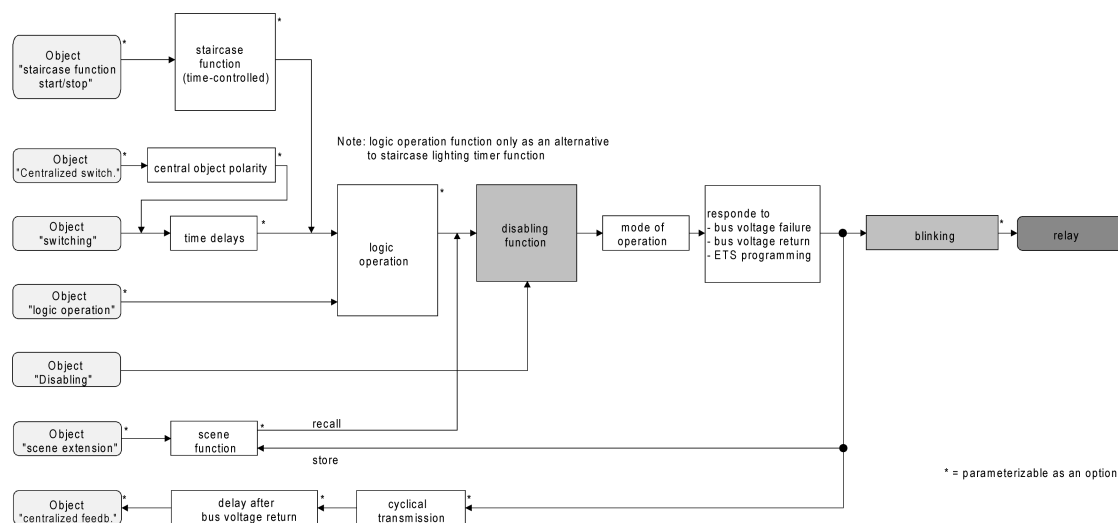 Object
"staircase function
start/stop"
*
staircase
function
(time-controlled)
*
Note: logic operation function only as an alternative
to staircase lighting timer function
Object
"Centralized switch."
*
central object polarity
*
Object
"switching"
*
time delays
*
logic
operation
*
disabling
function
mode of
operation
responde to
- bus voltage failure
- bus voltage return
- ETS programming
blinking
*
relay
Object
"logic operation"
*
Object
"Disabling"
Object
"scene extension"
*
scene
function
*
recall
store
* = parameterizable as an option
Object
"centralized feedb."
*
delay after
bus voltage return
*
cyclical
transmission
*